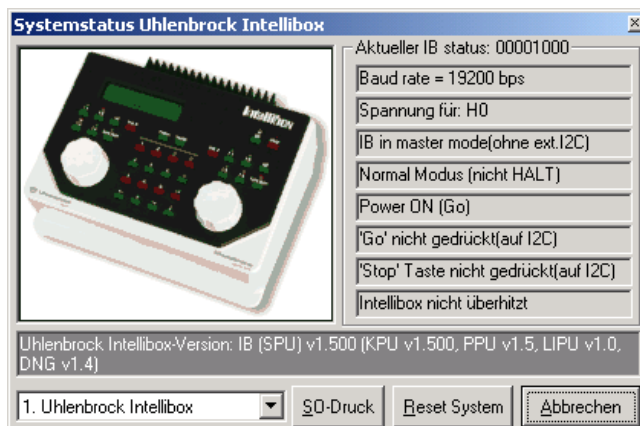 Systemstatus Uhlenbrock Intellibox
Aktueller IB status: 00001000
Baud rate = 19200 bps
Spannung für: H0
IB in master mode(ohne ext.I2C)
Normal Modus (nicht HALT)
Power ON (Go)
'Go' nicht gedrückt(auf I2C)
'Stop' Taste nicht gedrückt(auf I2C)
Intellibox nicht überhitzt
Intellibox
Uhlenbrock Intellibox-Version: IB (SPU) v1.500 (KPU v1.500, PPU v1.5, LIPU v1.0,
DNG v1.4)
1. Uhlenbrock Intellibox
SO-Druck
Reset System
Abbrechen